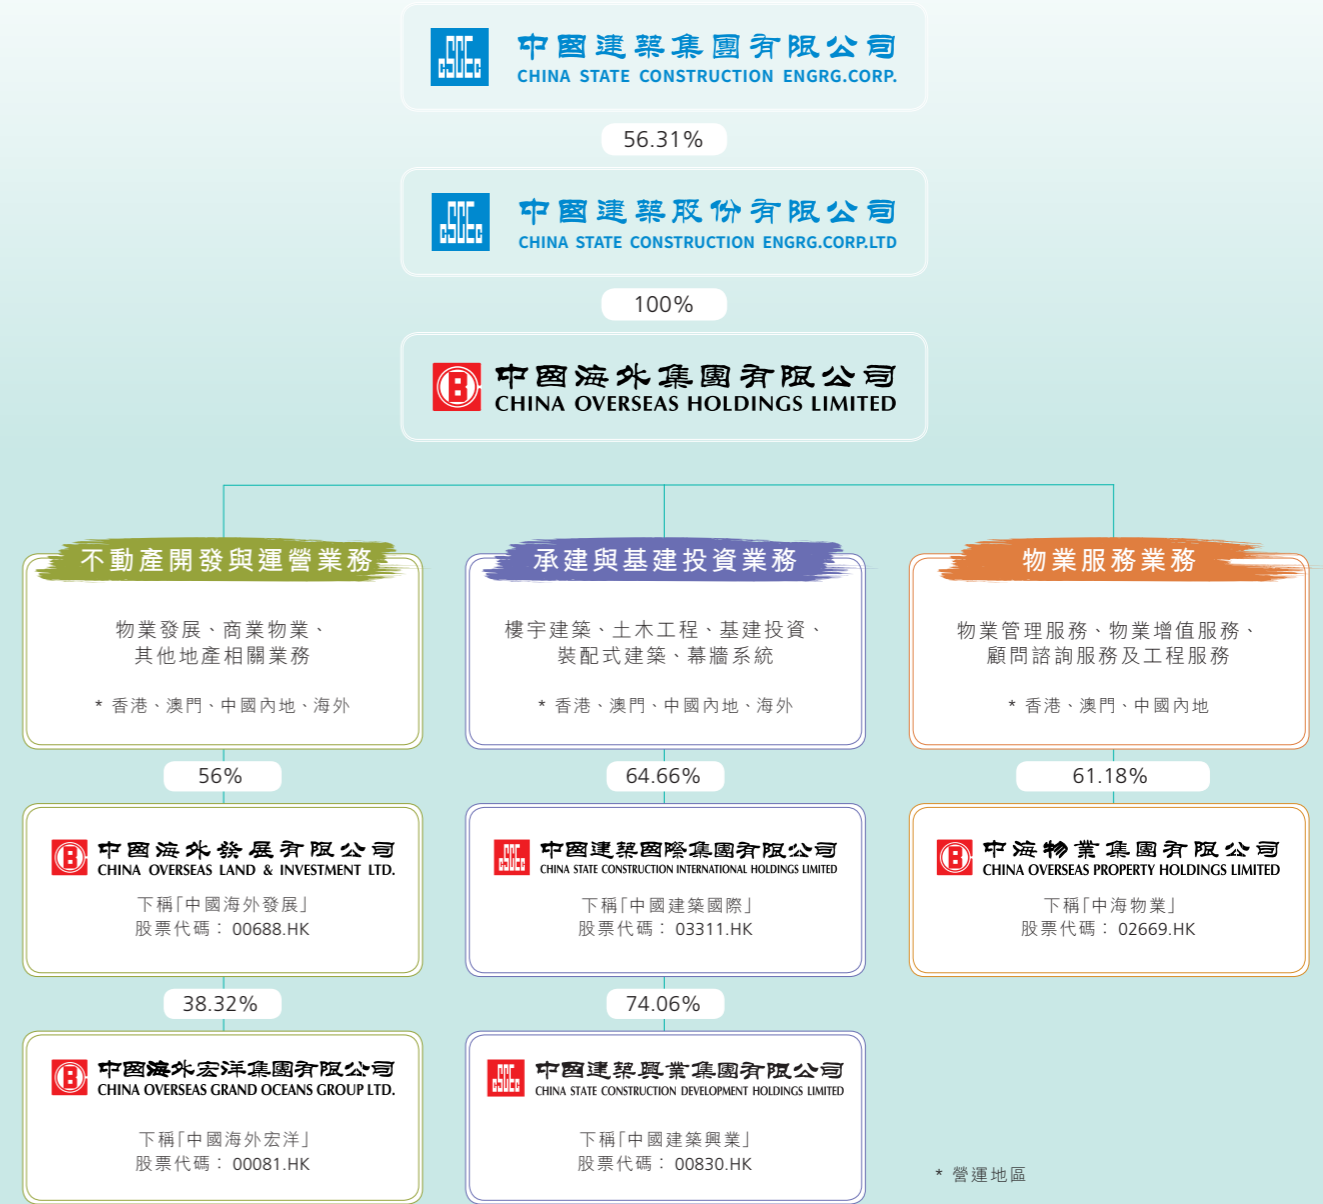 中國建築集團有限公司
CHINA STATE CONSTRUCTION ENGRG.CORP.
56.31%
中國建築股份有限公司
CHINA STATE CONSTRUCTION ENGRG.CORP.LTD
100%
中國海外集團有限公司
CHINA OVERSEAS HOLDINGS LIMITED
不動產開發與運營業務
物業發展、商業物業、
其他地產相關業務
* 香港、澳門、中國內地、海外
56%
中國海外發展有限公司
CHINA OVERSEAS LAND & INVESTMENT LTD.
下稱「中國海外發展」
股票代碼：00688.HK
38.32%
中國海外宏洋集團有限公司
CHINA OVERSEAS GRAND OCEANS GROUP LTD.
下稱「中國海外宏洋」
股票代碼：00081.HK
承建與基建投資業務
樓宇建築、土木工程、基建投資、
裝配式建築、幕牆系統
* 香港、澳門、中國內地、海外
64.66%
中國建築國際集團有限公司
CHINA STATE CONSTRUCTION INTERNATIONAL HOLDINGS LIMITED
下稱「中國建築國際」
股票代碼：03311.HK
74.06%
中國建築興業集團有限公司
CHINA STATE CONSTRUCTION DEVELOPMENT HOLDINGS LIMITED
下稱「中國建築興業」
股票代碼：00830.HK
物業服務業務
物業管理服務、物業增值服務、
顧問諮詢服務及工程服務
* 香港、澳門、中國內地
61.18%
中海物業集團有限公司
CHINA OVERSEAS PROPERTY HOLDINGS LIMITED
下稱「中海物業」
股票代碼：02669.HK
* 營運地區